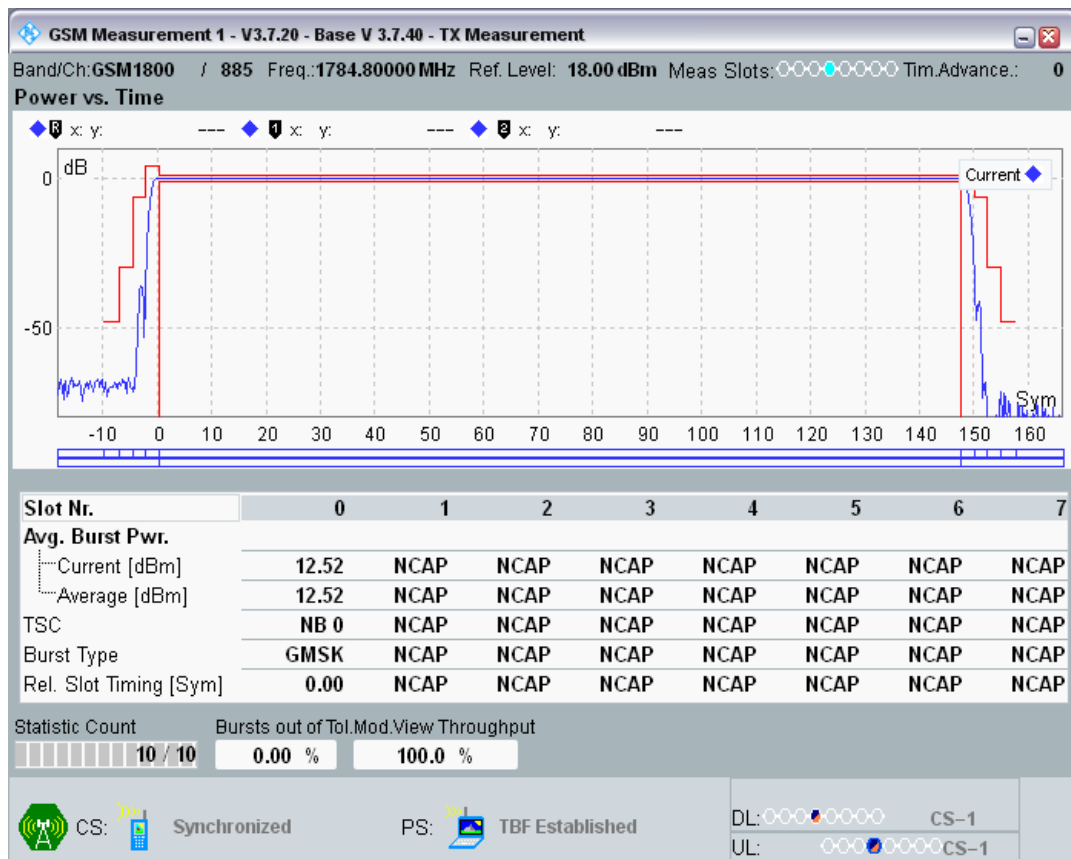 GSM Measurement 1 - V3.7.20 - Base V 3.7.40 - TX Measurement
Band/Ch:GSM1800 / 885 Freq.:1784.80000 MHz Ref. Level: 18.00 dBm Meas Slots: Tim.Advance.: 0
Power vs. Time
R x: y: --- 1 x: y: --- 2 x: y: ---
dB
Current
0
-50
Sym
-10 0 10 20 30 40 50 60 70 80 90 100 110 120 130 140 150 160
Slot Nr. 0 1 2 3 4 5 6 7
Avg. Burst Pwr.
Current [dBm] 12.52 NCAP NCAP NCAP NCAP NCAP NCAP NCAP
Average [dBm] 12.52 NCAP NCAP NCAP NCAP NCAP NCAP NCAP
TSC NB 0 NCAP NCAP NCAP NCAP NCAP NCAP NCAP
Burst Type GMSK NCAP NCAP NCAP NCAP NCAP NCAP NCAP
Rel. Slot Timing [Sym] 0.00 NCAP NCAP NCAP NCAP NCAP NCAP NCAP
Statistic Count Bursts out of Tol.Mod.View Throughput
10 / 10 0.00 % 100.0 %
CS: Synchronized PS: TBF Established DL: CS-1
UL: CS-1